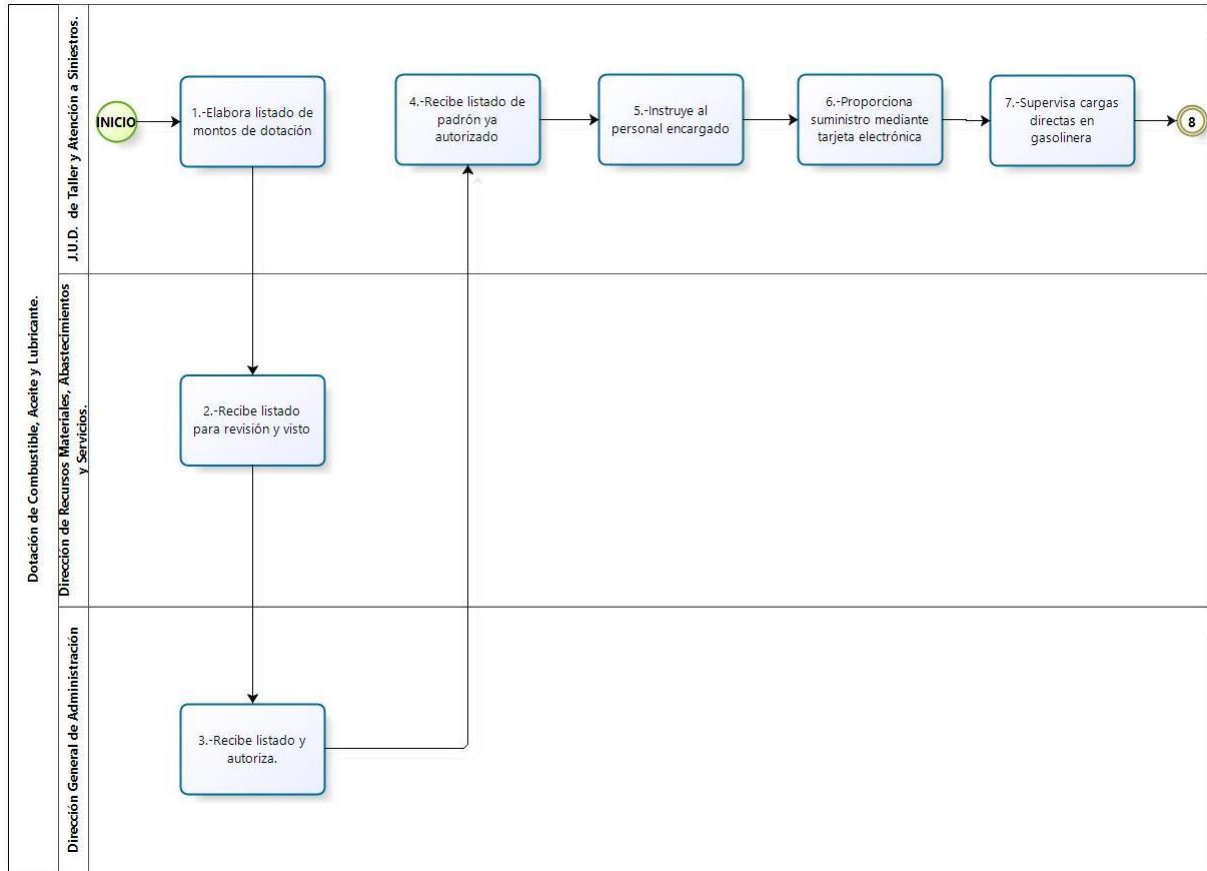 Dotación de Combustible, Aceite y Lubricante.
J.U.D. de Taller y Atención a Siniestros.
INICIO
1.-Elabora listado de
montos de dotación
4.-Recibe listado de
padrón ya
autorizado
5.-Instruye al
personal encargado
6.-Proporciona
suministro mediante
tarjeta electrónica
7.-Supervisa cargas
directas en
gasolinera
8
Dirección de Recursos Materiales, Abastecimientos
y Servicios.
2.-Recibe listado
para revisión y visto
Dirección General de Administración
3.-Recibe listado y
autoriza.